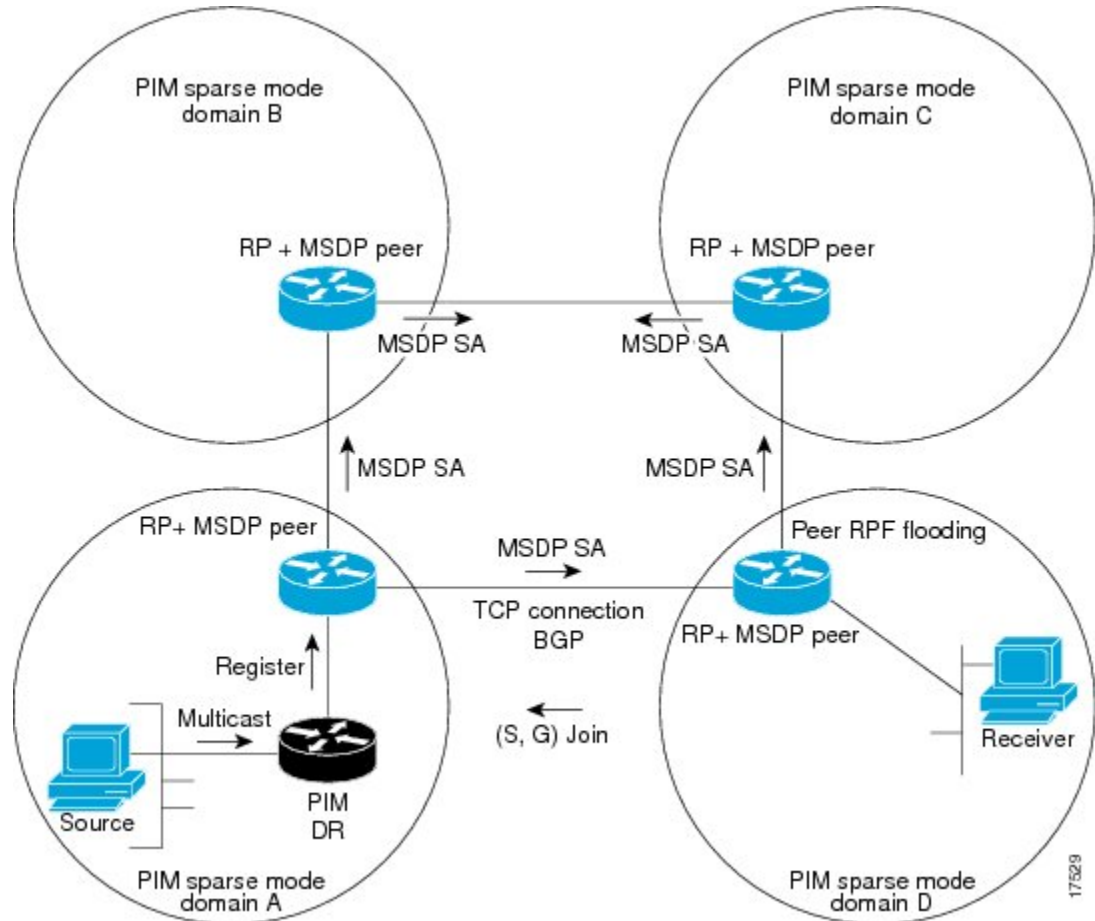 PIM sparse mode
domain B
PIM sparse mode
domain C
RP + MSDP peer
RP + MSDP peer
MSDP SA
MSDP SA
MSDP SA
MSDP SA
RP+ MSDP peer
Peer RPF flooding
MSDP SA
TCP connection
BGP
RP+ MSDP peer
Register
Multicast
(S, G) Join
Receiver
Source
PIM
DR
PIM sparse mode
domain A
PIM sparse mode
domain D
17529